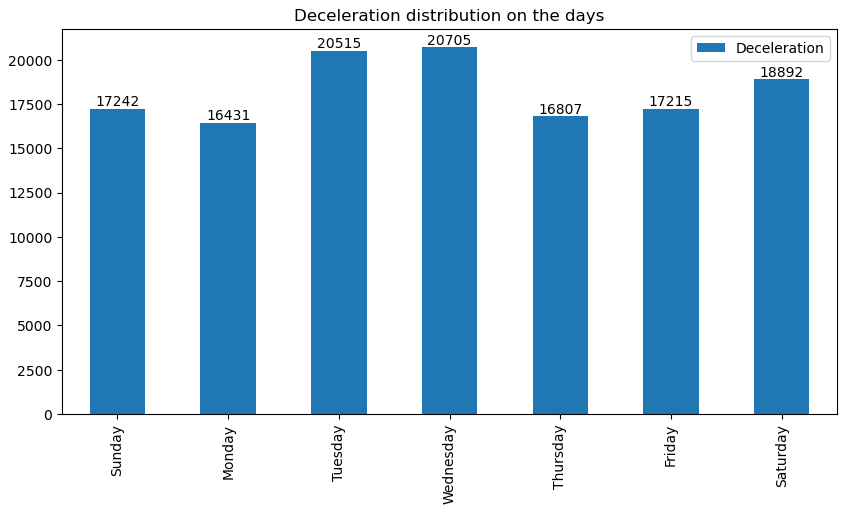 Deceleration distribution on the days
Deceleration
20000
17500
15000
12500
10000
7500
5000
2500
0
17242
16431
20515
20705
16807
17215
18892
Sunday
Monday
Tuesday
Wednesday
Thursday
Friday
Saturday